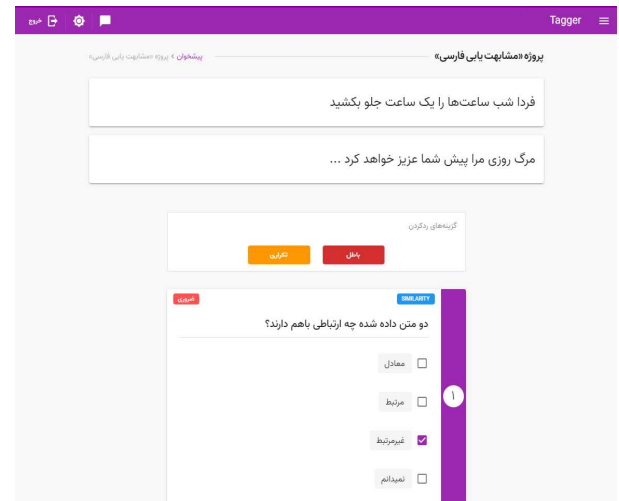 Tagger
خروج
پروژه «مشابهت یابی فارسی»
پیشخوان › پروژه «مشابهت یابی فارسی»
فردا شب ساعت‌ها را یک ساعت جلو بکشید
مرگ روزی مرا پیش شما عزیز خواهد کرد ...
گزینه‌های ردکردن
باطل
تکراری
SIMILARITY
ضروری
دو متن داده شده چه ارتباطی باهم دارند؟
۱
معادل
مرتبط
غیرمرتبط
نمیدانم